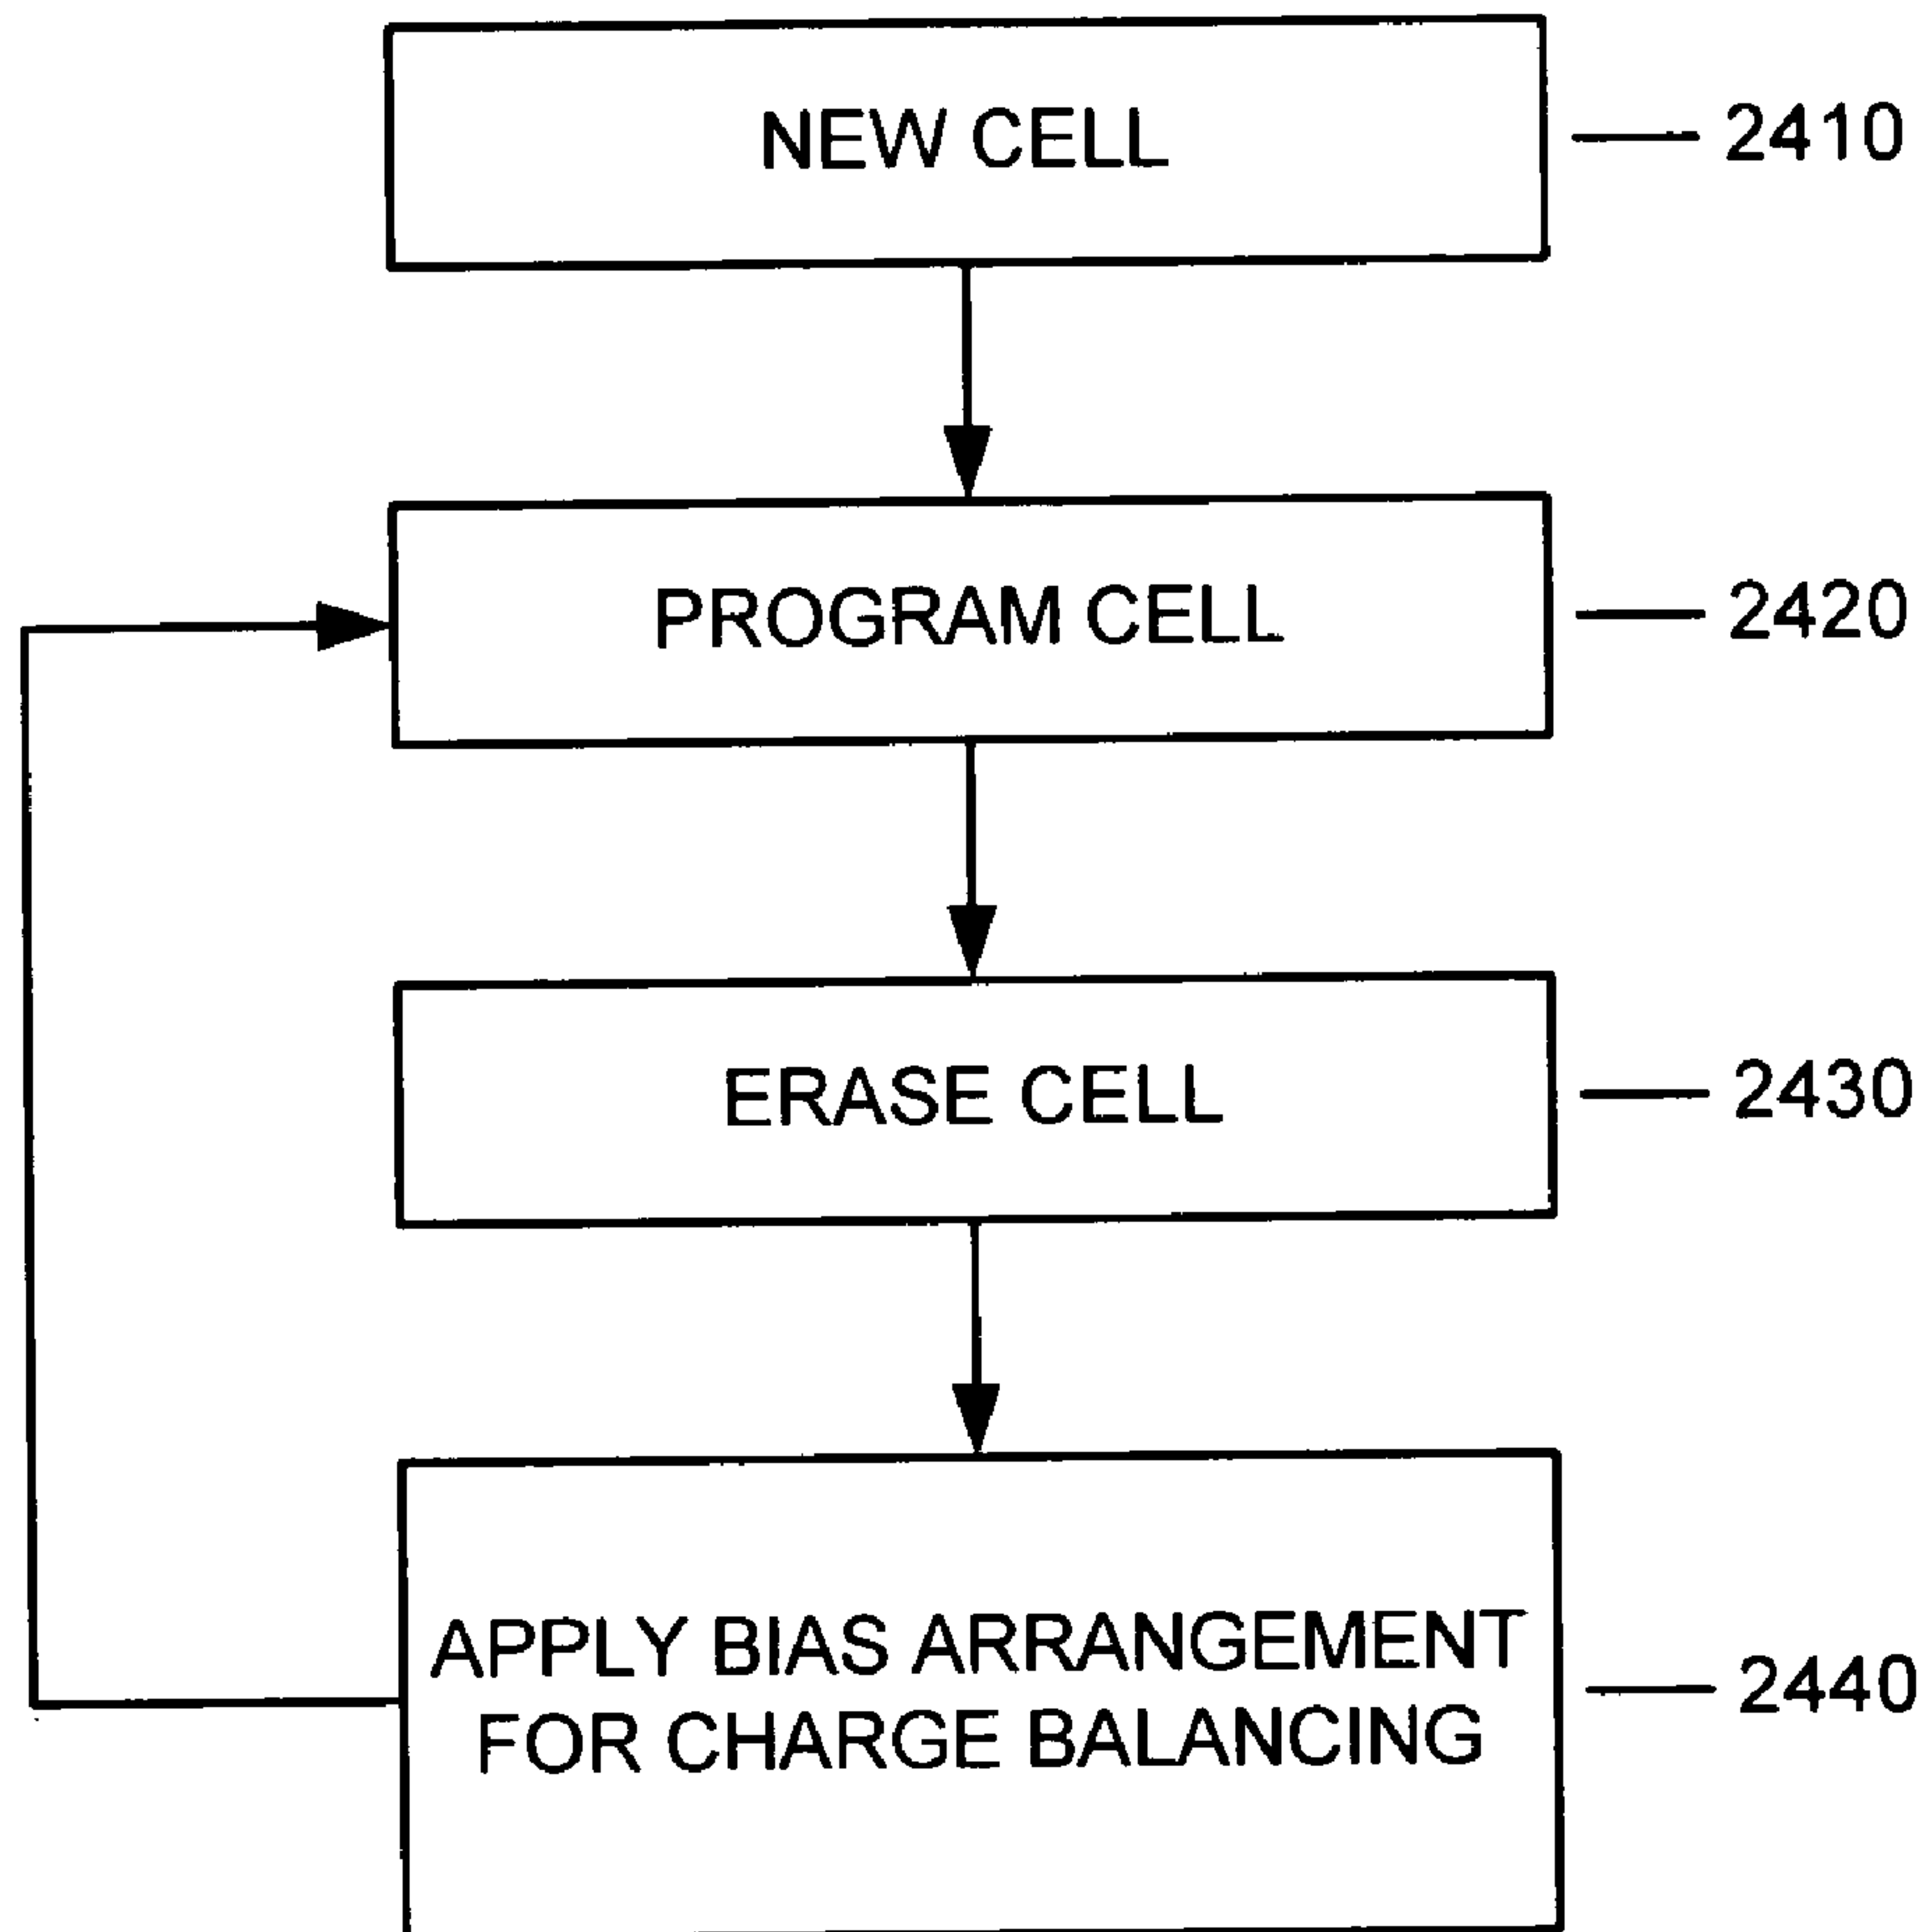 NEW CELL
2410
PROGRAM CELL
2420
ERASE CELL
2430
APPLY BIAS ARRANGEMENT
FOR CHARGE BALANCING
2440